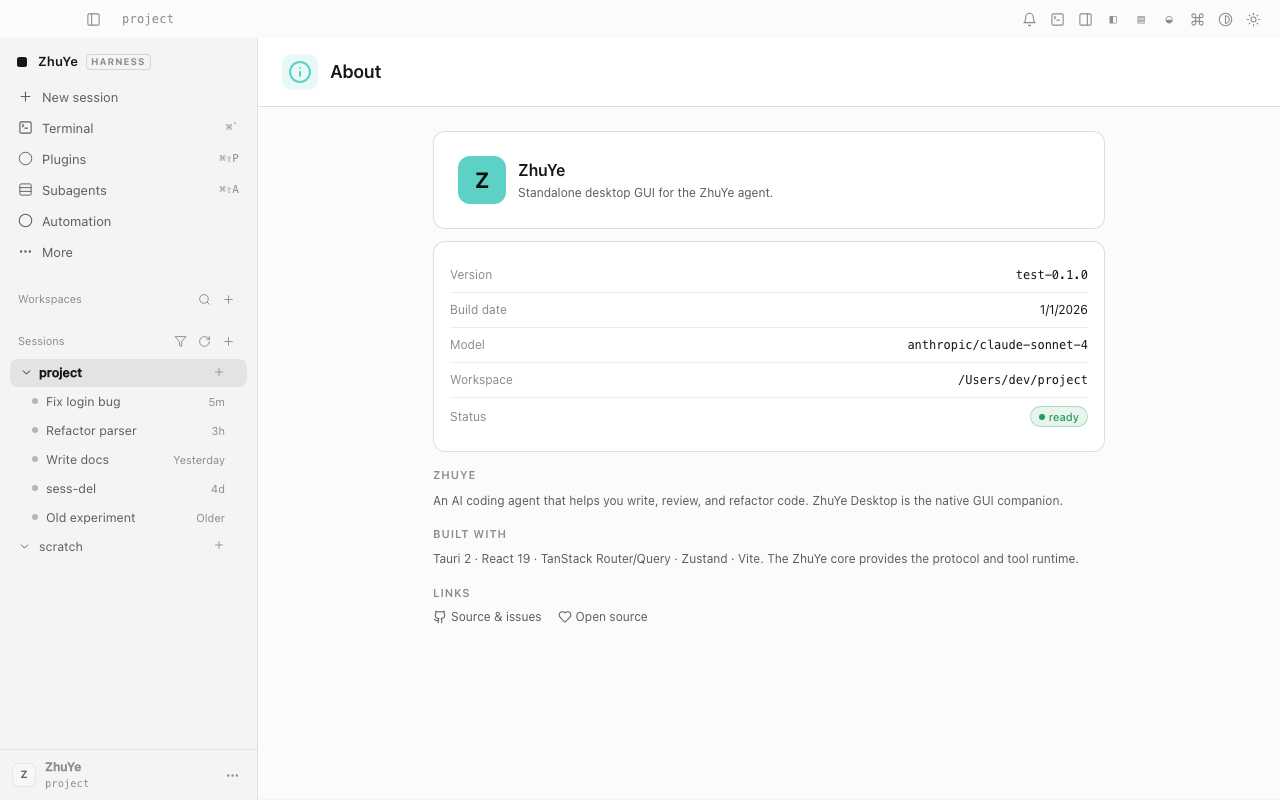 project
ZhuYe HARNESS
New session
Terminal ⌘`
Plugins ⌘⇧P
Subagents ⌘⇧A
Automation
More
Workspaces
Sessions
project
Fix login bug 5m
Refactor parser 3h
Write docs Yesterday
sess-del 4d
Old experiment Older
scratch
Z
ZhuYe
project
About
Z
ZhuYe
Standalone desktop GUI for the ZhuYe agent.
Version test-0.1.0
Build date 1/1/2026
Model anthropic/claude-sonnet-4
Workspace /Users/dev/project
Status ready
ZHUYE
An AI coding agent that helps you write, review, and refactor code. ZhuYe Desktop is the native GUI companion.
BUILT WITH
Tauri 2 · React 19 · TanStack Router/Query · Zustand · Vite. The ZhuYe core provides the protocol and tool runtime.
LINKS
Source & issues Open source